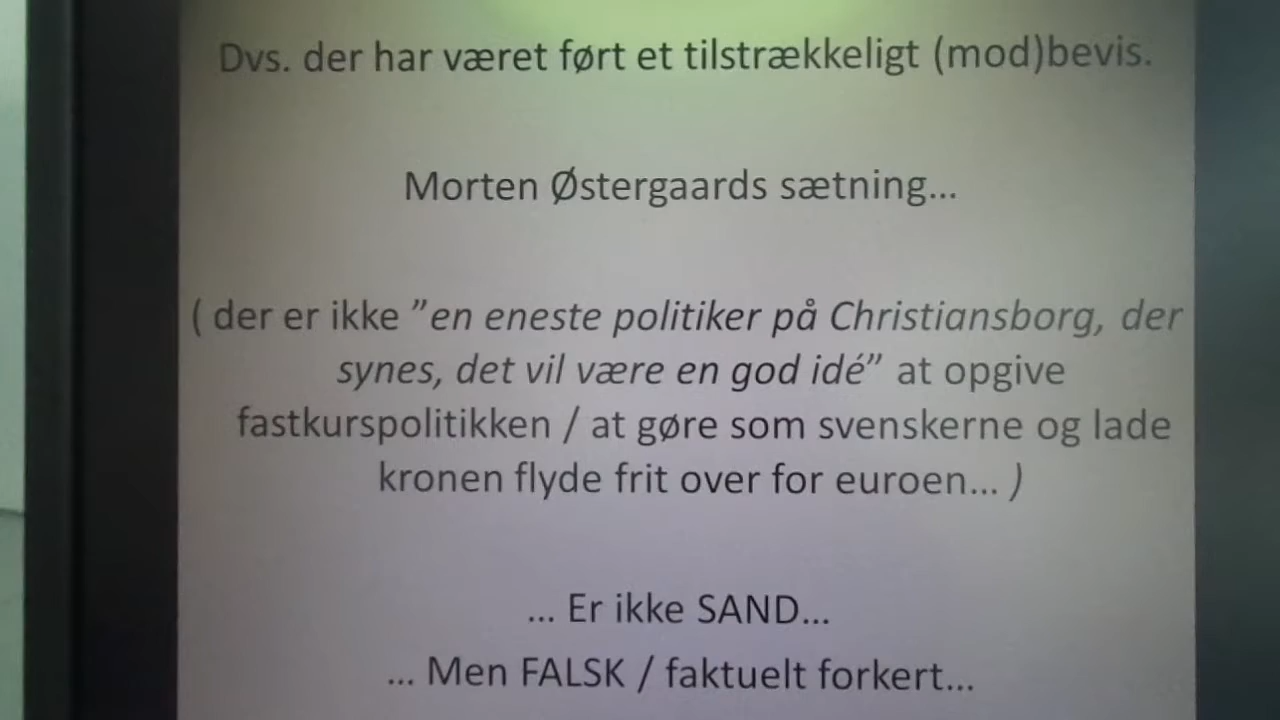 Dvs. der har været ført et tilstrækkeligt (mod)bevis.
Morten Østergaards sætning...
( der er ikke ”en eneste politiker på Christiansborg, der
synes, det vil være en god idé” at opgive
fastkurspolitikken / at gøre som svenskerne og lade
kronen flyde frit over for euroen... )
... Er ikke SAND...
... Men FALSK / faktuelt forkert...